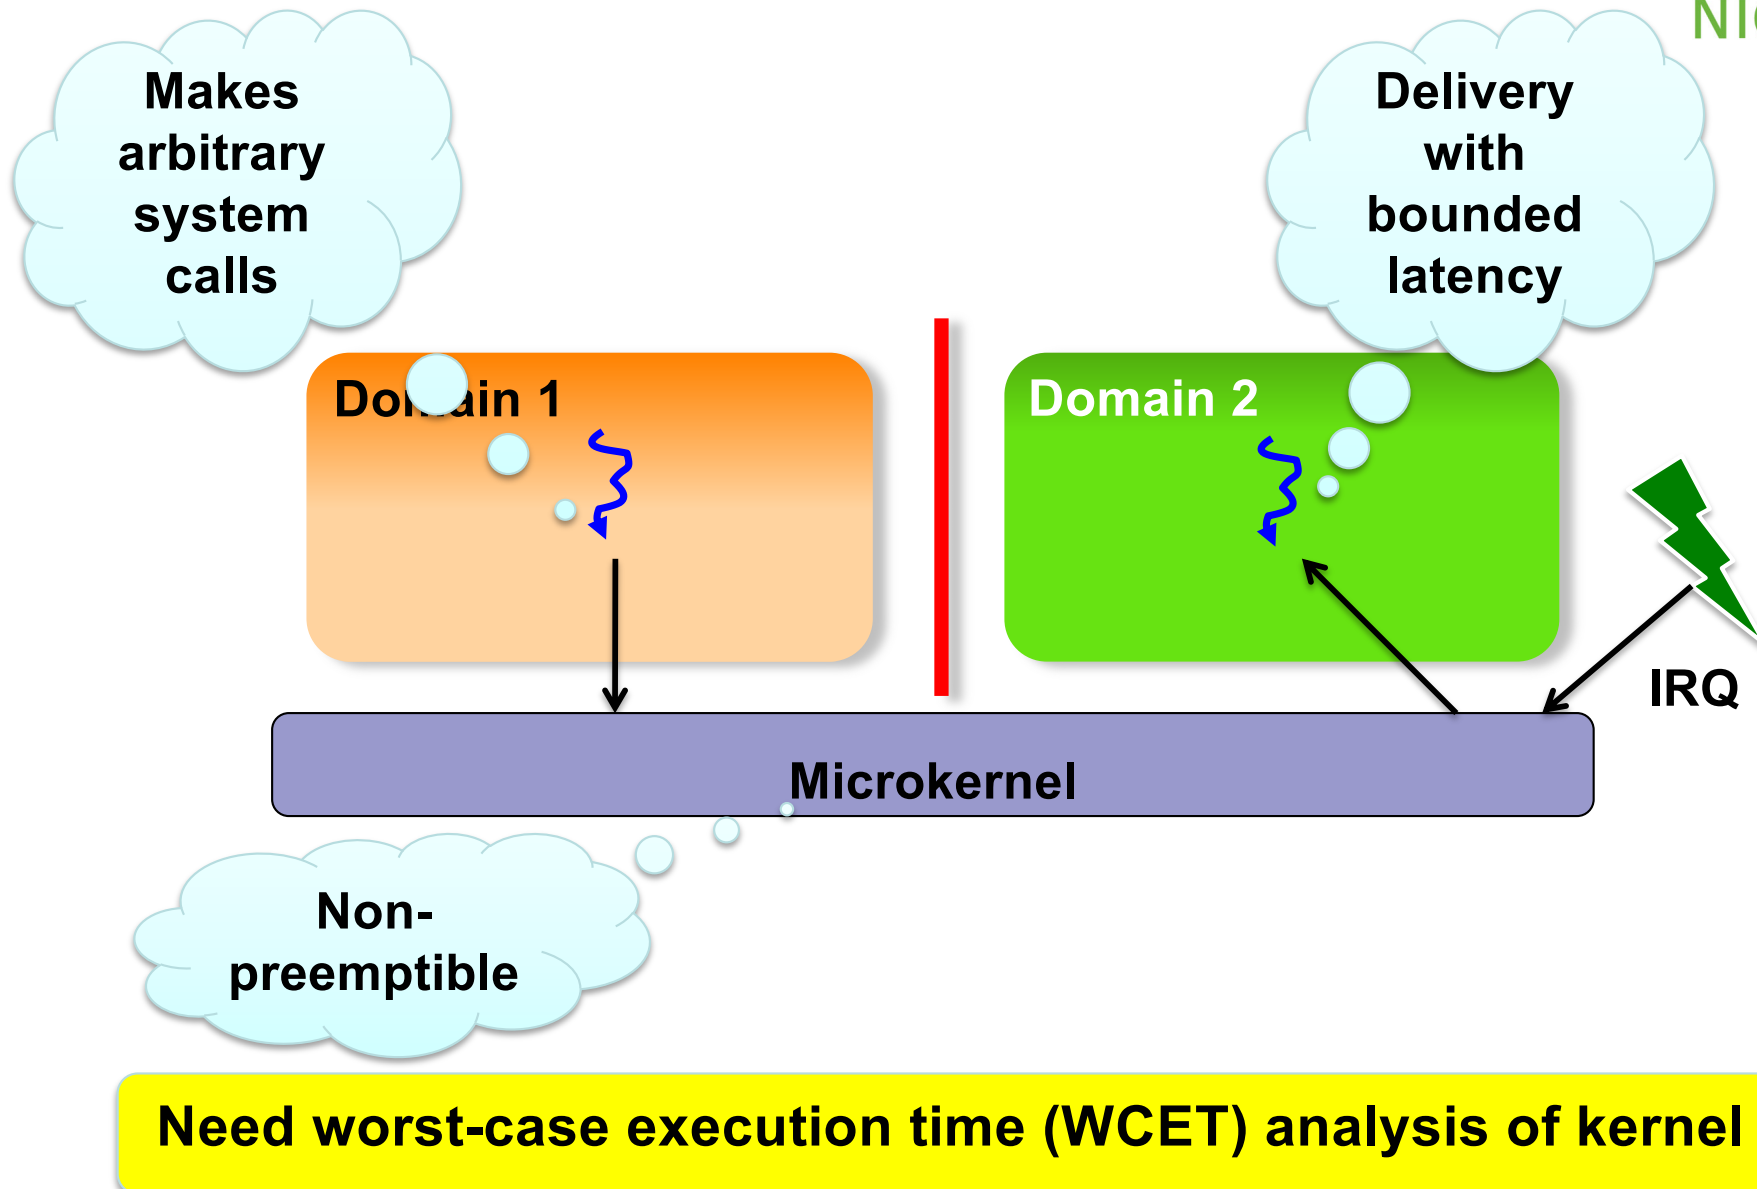 Makes
arbitrary
system
calls
Delivery
with
bounded
latency
Domain 1
Domain 2
IRQ
Microkernel
Non-
preemptible
Need worst-case execution time (WCET) analysis of kernel